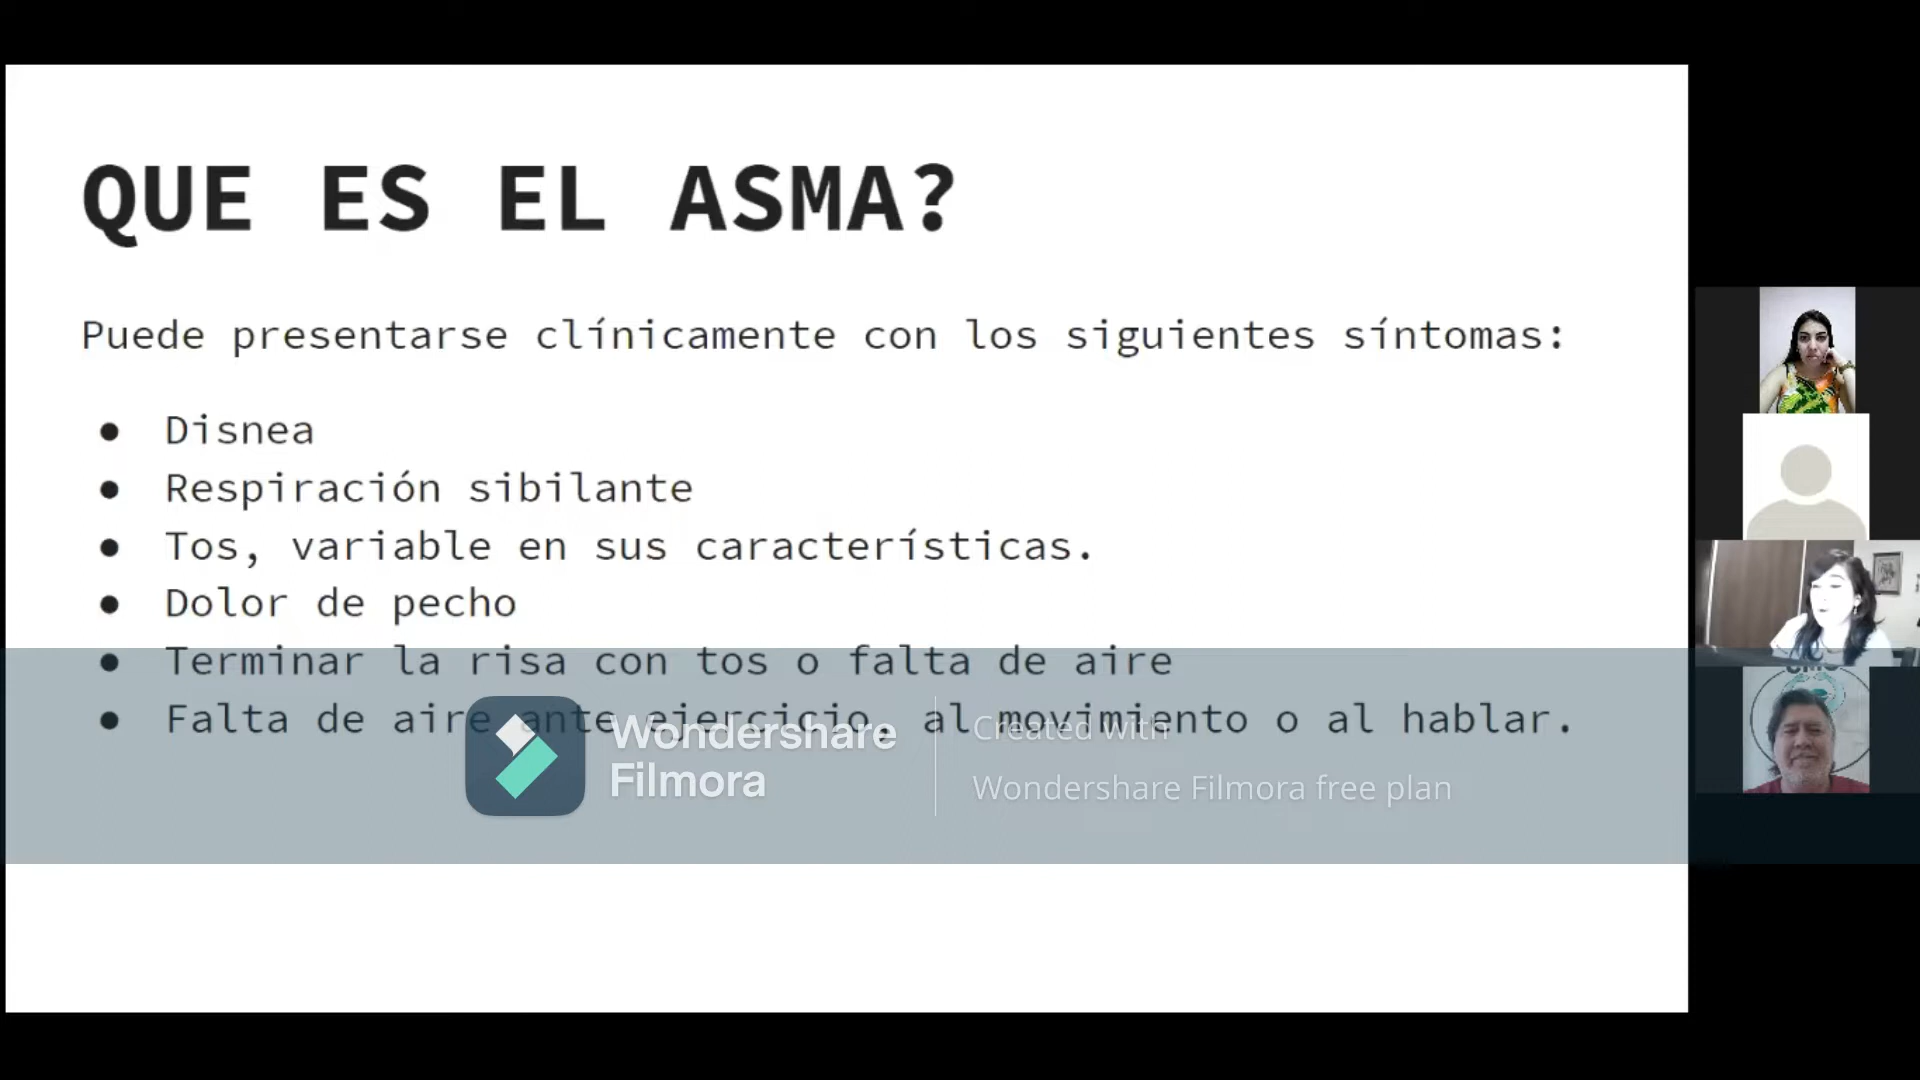 QUE ES EL ASMA?
Puede presentarse clínicamente con los siguientes síntomas:
● Disnea
● Respiración sibilante
● Tos, variable en sus características.
● Dolor de pecho
● Terminar la risa con tos o falta de aire
● Falta de aire ante ejercicio, al movimiento o al hablar.
Wondershare
Filmora
Created with
Wondershare Filmora free plan